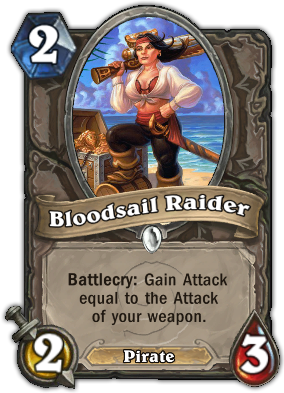 2
Bloodsail Raider
Battlecry: Gain Attack
equal to the Attack
of your weapon.
2
Pirate
3